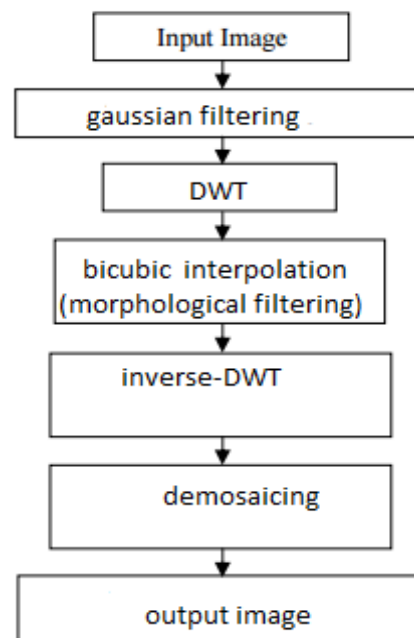 Input Image
gaussian filtering
DWT
bicubic interpolation
(morphological filtering)
inverse-DWT
demosaicing
output image